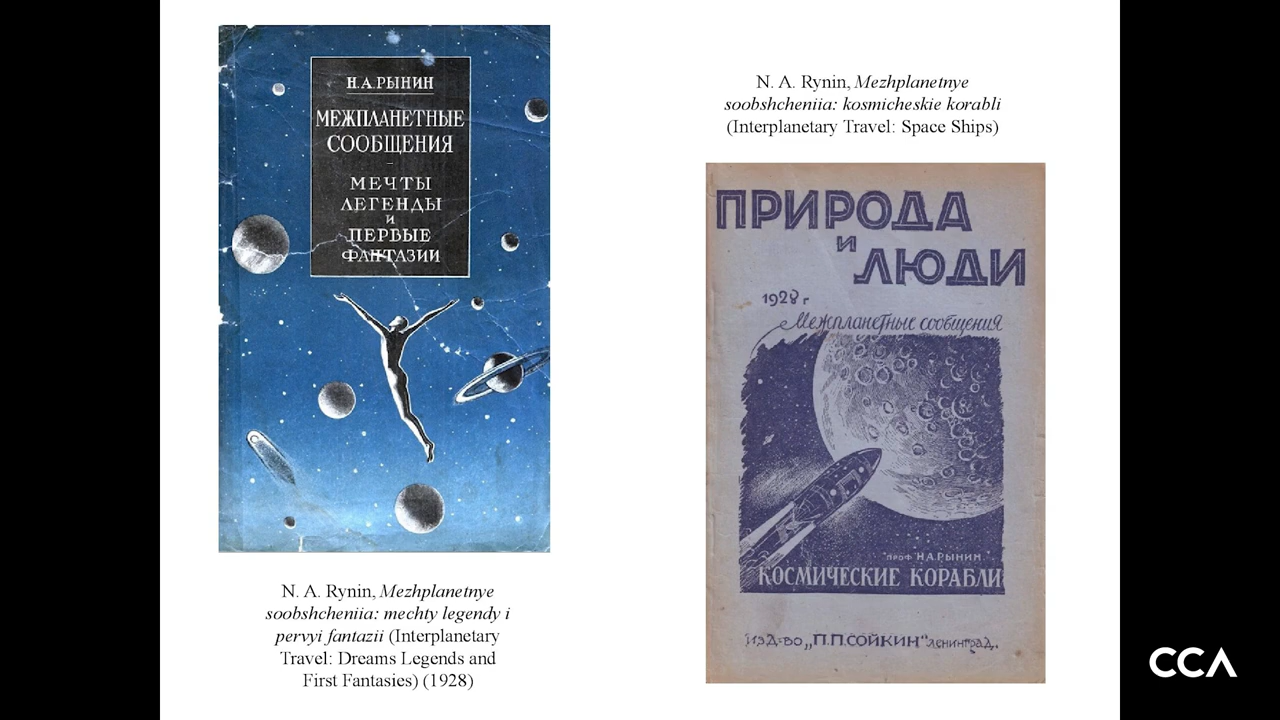 Н. А. РЫНИН
МЕЖПЛАНЕТНЫЕ
СООБЩЕНИЯ
МЕЧТЫ
ЛЕГЕНДЫ
И
ПЕРВЫЕ
ФАНТАЗИИ
N. A. Rynin, Mezhplanetnye
soobshcheniia: mechty legendy i
pervyi fantazii (Interplanetary
Travel: Dreams Legends and
First Fantasies) (1928)
N. A. Rynin, Mezhplanetnye
soobshcheniia: kosmicheskie korabli
(Interplanetary Travel: Space Ships)
ПРИРОДА
И
ЛЮДИ
1928 г
Межпланетные сообщения
ПРОФ. Н.А. РЫНИН.
КОСМИЧЕСКИЕ КОРАБЛИ
ИЗД-ВО „П.П.СОЙКИН" ЛЕНИНГРАД.
CCA